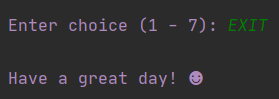 Enter choice (1 - 7): EXIT
Have a great day! ☻